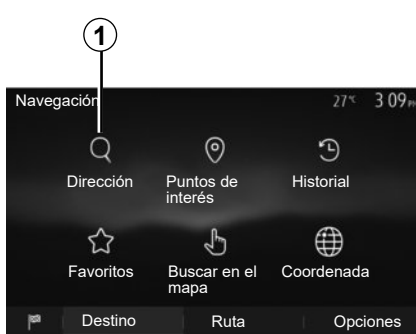 1
Navegación 27℃ 3 09 PM
Dirección Puntos de
interés Historial
Favoritos Buscar en el
mapa Coordenada
Destino Ruta Opciones